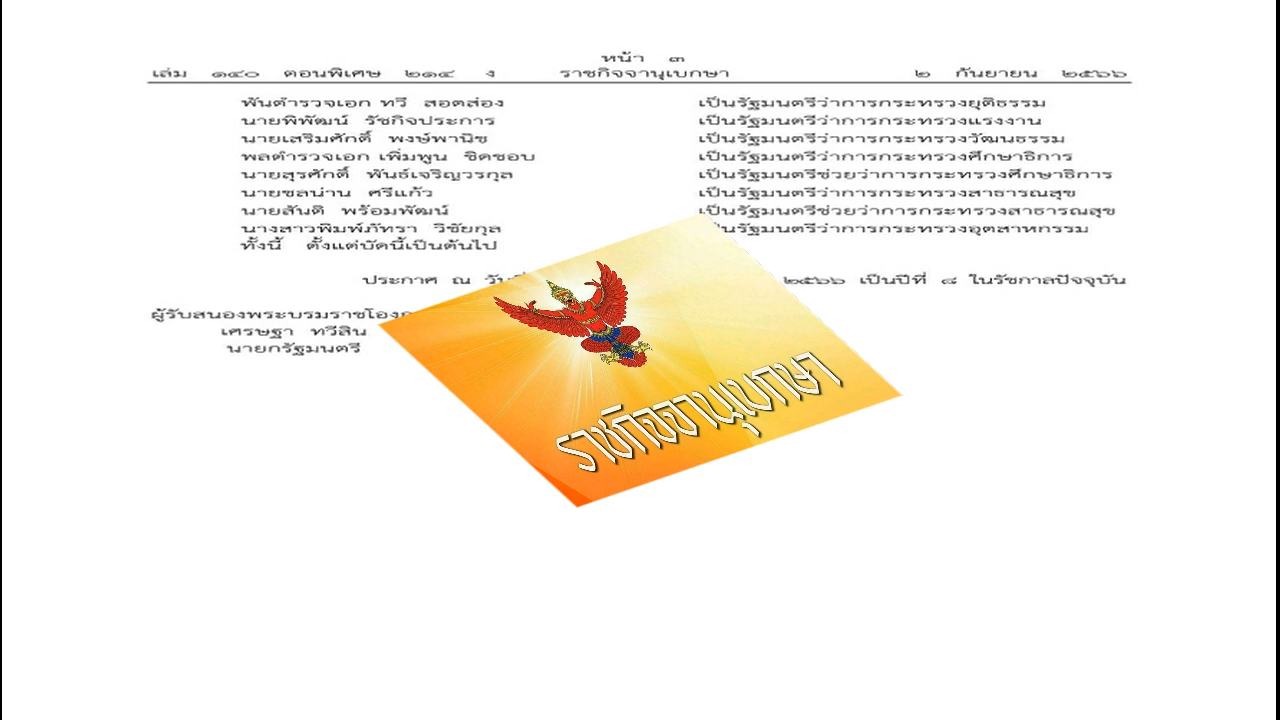 หน้า ๓
เล่ม ๑๔๐ ตอนพิเศษ ๒๑๔ ง ราชกิจจานุเบกษา ๒ กันยายน ๒๕๖๖
พันตำรวจเอก ทวี สอดส่อง เป็นรัฐมนตรีว่าการกระทรวงยุติธรรม
นายพิพัฒน์ รัชกิจประการ เป็นรัฐมนตรีว่าการกระทรวงแรงงาน
นายเสริมศักดิ์ พงษ์พานิช เป็นรัฐมนตรีว่าการกระทรวงวัฒนธรรม
พลตำรวจเอก เพิ่มพูน ชิดชอบ เป็นรัฐมนตรีว่าการกระทรวงศึกษาธิการ
นายสุรศักดิ์ พันธ์เจริญวรกุล เป็นรัฐมนตรีช่วยว่าการกระทรวงศึกษาธิการ
นายชลน่าน ศรีแก้ว เป็นรัฐมนตรีว่าการกระทรวงสาธารณสุข
นายสันติ พร้อมพัฒน์ เป็นรัฐมนตรีช่วยว่าการกระทรวงสาธารณสุข
นางสาวพิมพ์ภัทรา วิชัยกุล เป็นรัฐมนตรีว่าการกระทรวงอุตสาหกรรม
ทั้งนี้ ตั้งแต่บัดนี้เป็นต้นไป
ประกาศ ณ วันที่ ๒๕๖๖ เป็นปีที่ ๘ ในรัชกาลปัจจุบัน
ผู้รับสนองพระบรมราชโอง
เศรษฐา ทวีสิน
นายกรัฐมนตรี
ราชกิจจานุเบกษา